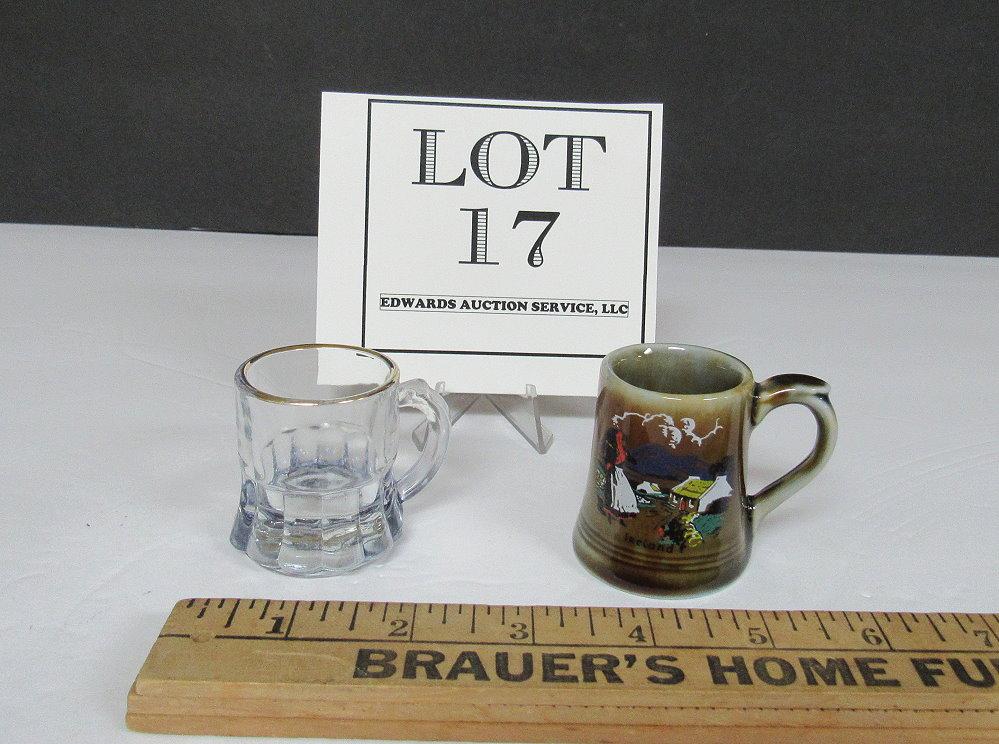 LOT
17
EDWARDS AUCTION SERVICE, LLC
Ireland
1 2 3 4 5 6 7
BRAUER'S HOME FU